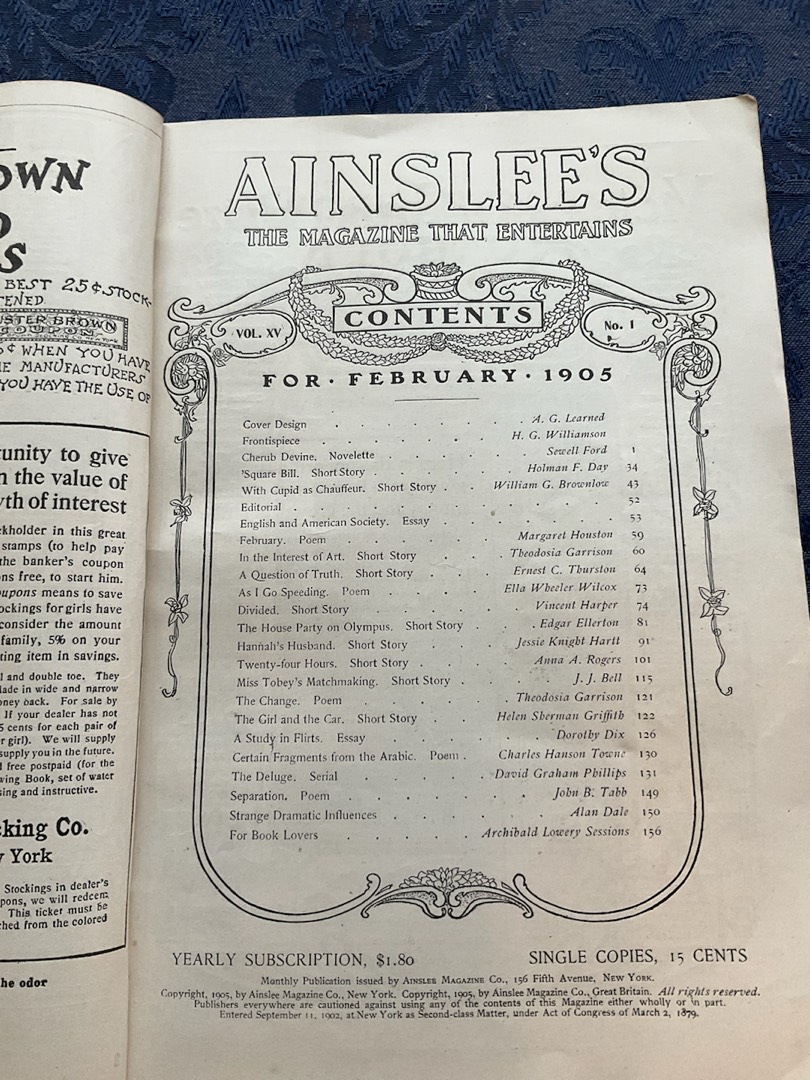 OWN
S
BEST 25¢ STOCK-
TENED
STER BROWN
COUPON
¢ WHEN YOU HAVE
E MANUFACTURERS
YOU HAVE THE USE OF
tunity to give
n the value of
vth of interest
ckholder in this great
stamps (to help pay
the banker's coupon
ns free, to start him.
upons means to save
ockings for girls have
consider the amount
family, 5% on your
ting item in savings.
l and double toe. They
ade in wide and narrow
oney back. For sale by
If your dealer has not
5 cents for each pair of
r girl). We will supply
supply you in the future.
l free postpaid (for the
wing Book, set of water
sing and instructive.
cking Co.
York
Stockings in dealer's
pons, we will redeem
This ticket must be
ched from the colored
he odor
AINSLEE'S
THE MAGAZINE THAT ENTERTAINS
VOL. XV CONTENTS No. 1
FOR · FEBRUARY · 1905
Cover Design . . . . . . . A. G. Learned
Frontispiece . . . . . . H. G. Williamson
Cherub Devine. Novelette . . . . . Sewell Ford 1
'Square Bill. Short Story . . . . . Holman F. Day 34
With Cupid as Chauffeur. Short Story . . William G. Brownlow 43
Editorial . . . . . . . . . . 52
English and American Society. Essay . . . . . 53
February. Poem . . . . . Margaret Houston 59
In the Interest of Art. Short Story . . . Theodosia Garrison 60
A Question of Truth. Short Story . . . Ernest C. Thurston 64
As I Go Speeding. Poem . . . . Ella Wheeler Wilcox 73
Divided. Short Story . . . . . Vincent Harper 74
The House Party on Olympus. Short Story . . . Edgar Ellerton 81
Hannah's Husband. Short Story . . . Jessie Knight Hartt 91
Twenty-four Hours. Short Story . . . Anna A. Rogers 101
Miss Tobey's Matchmaking. Short Story . . . . J. J. Bell 115
The Change. Poem . . . . . Theodosia Garrison 121
The Girl and the Car. Short Story . . Helen Sherman Griffith 122
A Study in Flirts. Essay . . . . . Dorothy Dix 126
Certain Fragments from the Arabic. Poem . Charles Hanson Towne 130
The Deluge. Serial . . . . David Graham Phillips 131
Separation. Poem . . . . . . John B. Tabb 149
Strange Dramatic Influences . . . . . Alan Dale 150
For Book Lovers . . . . Archibald Lowery Sessions 156
YEARLY SUBSCRIPTION, $1.80 SINGLE COPIES, 15 CENTS
Monthly Publication issued by AINSLEE MAGAZINE CO., 156 Fifth Avenue, NEW YORK.
Copyright, 1905, by Ainslee Magazine Co., New York. Copyright, 1905, by Ainslee Magazine Co., Great Britain. All rights reserved.
Publishers everywhere are cautioned against using any of the contents of this Magazine either wholly or in part.
Entered September 11, 1902, at New York as Second-class Matter, under Act of Congress of March 2, 1879.